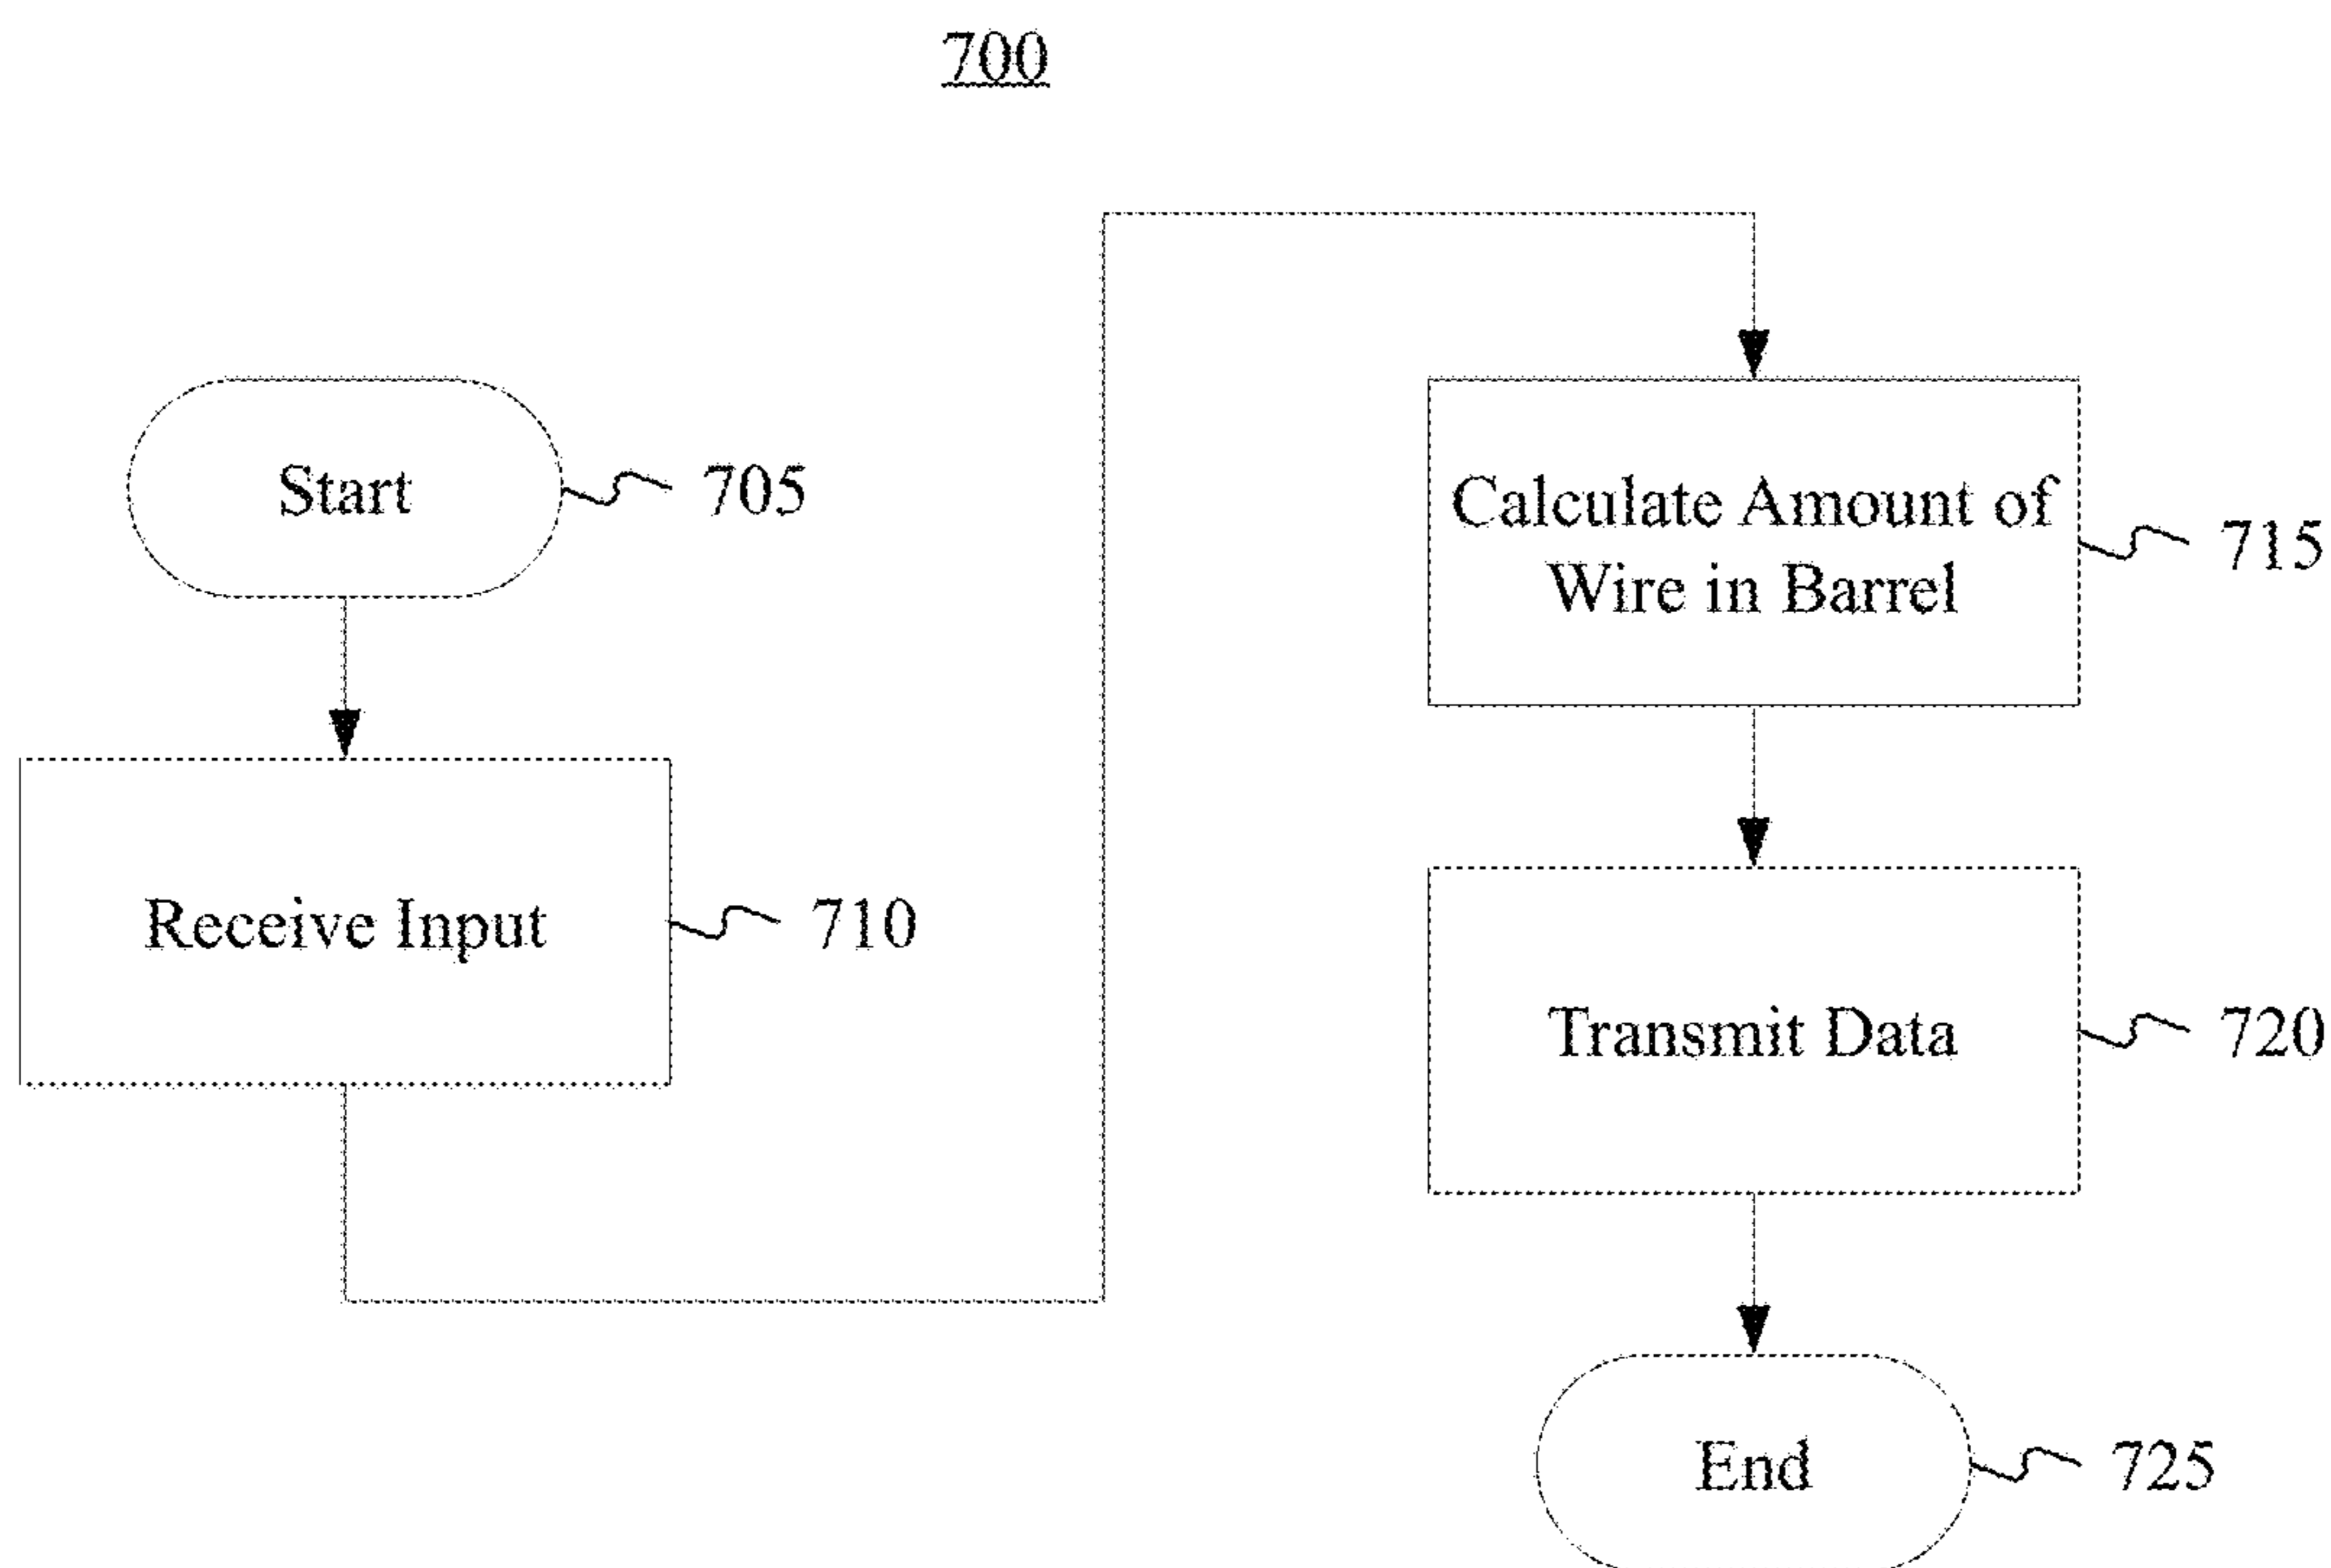 700
Start
705
Receive Input
710
Calculate Amount of
Wire in Barrel
715
Transmit Data
720
End
725